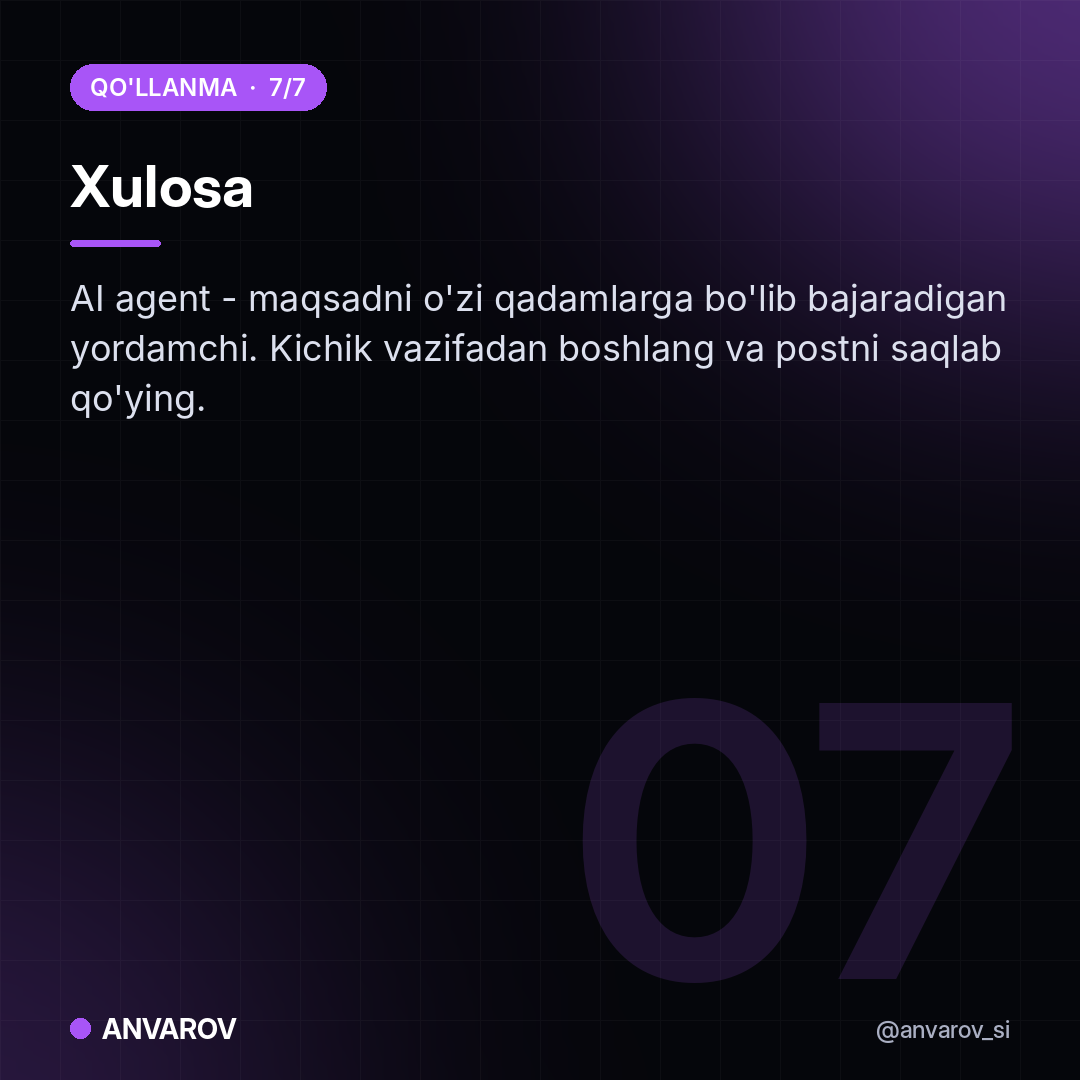 QO'LLANMA · 7/7
Xulosa
AI agent - maqsadni o'zi qadamlarga bo'lib bajaradigan
yordamchi. Kichik vazifadan boshlang va postni saqlab
qo'ying.
07
ANVAROV
@anvarov_si